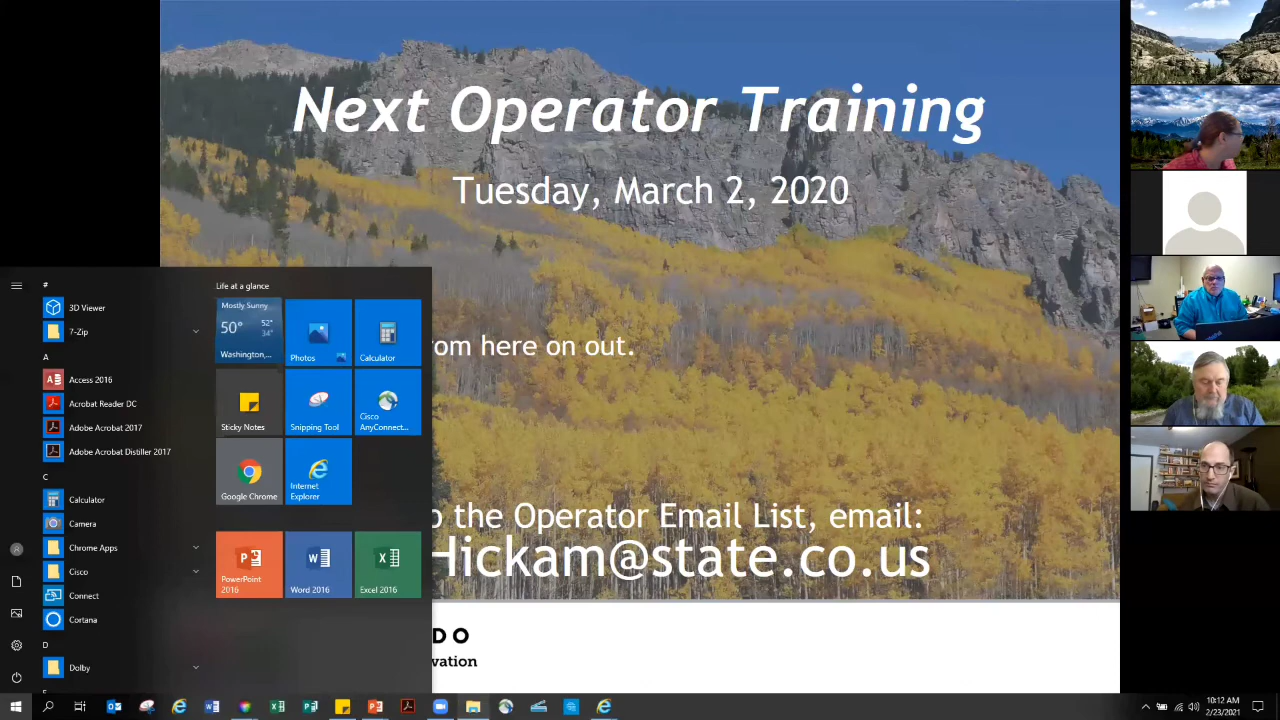 Next Operator Training
Tuesday, March 2, 2020
om here on out.
o the Operator Email List, email:
Hickam@state.co.us
DO
vation
#
3D Viewer
7-Zip
A
Access 2016
Acrobat Reader DC
Adobe Acrobat 2017
Adobe Acrobat Distiller 2017
C
Calculator
Camera
Chrome Apps
Cisco
Connect
Cortana
D
Dolby
Life at a glance
Mostly Sunny
50° 52°
34°
Washington,...
Photos
Calculator
Sticky Notes
Snipping Tool
Cisco
AnyConnect...
Google Chrome
Internet
Explorer
PowerPoint
2016
Word 2016
Excel 2016
10:12 AM
2/23/2021